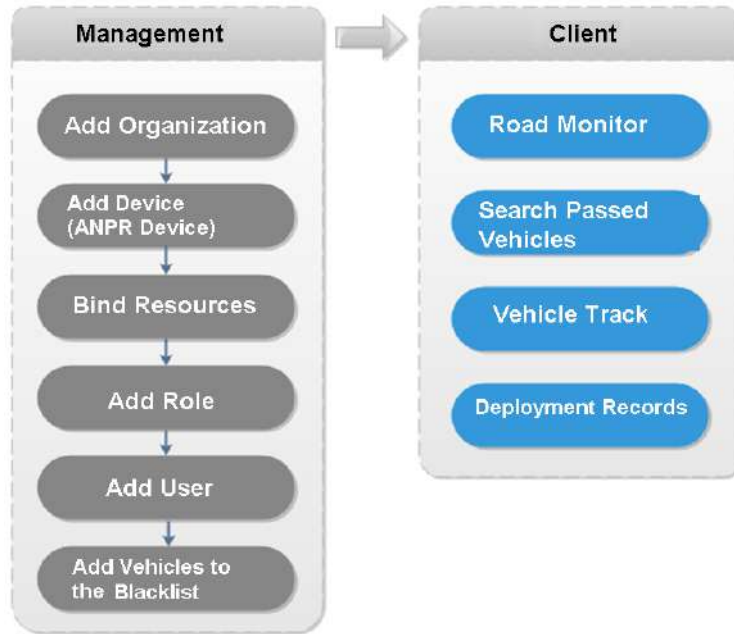 Management
Add Organization
Add Device
(ANPR Device)
Bind Resources
Add Role
Add User
Add Vehicles to
the Blacklist
Client
Road Monitor
Search Passed
Vehicles
Vehicle Track
Deployment Records